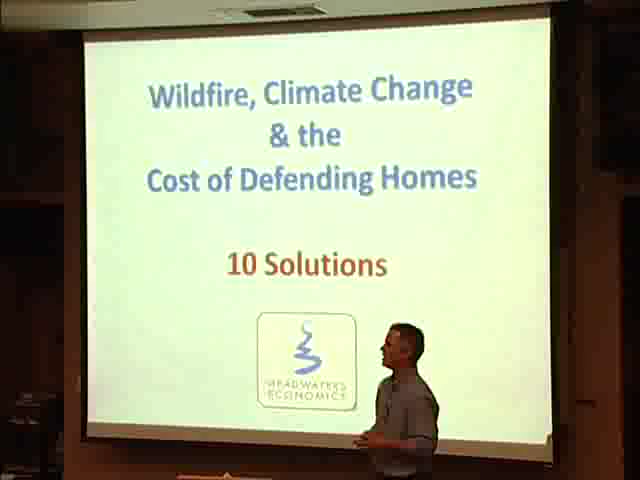 Wildfire, Climate Change
& the
Cost of Defending Homes
10 Solutions
HEADWATERS
ECONOMICS